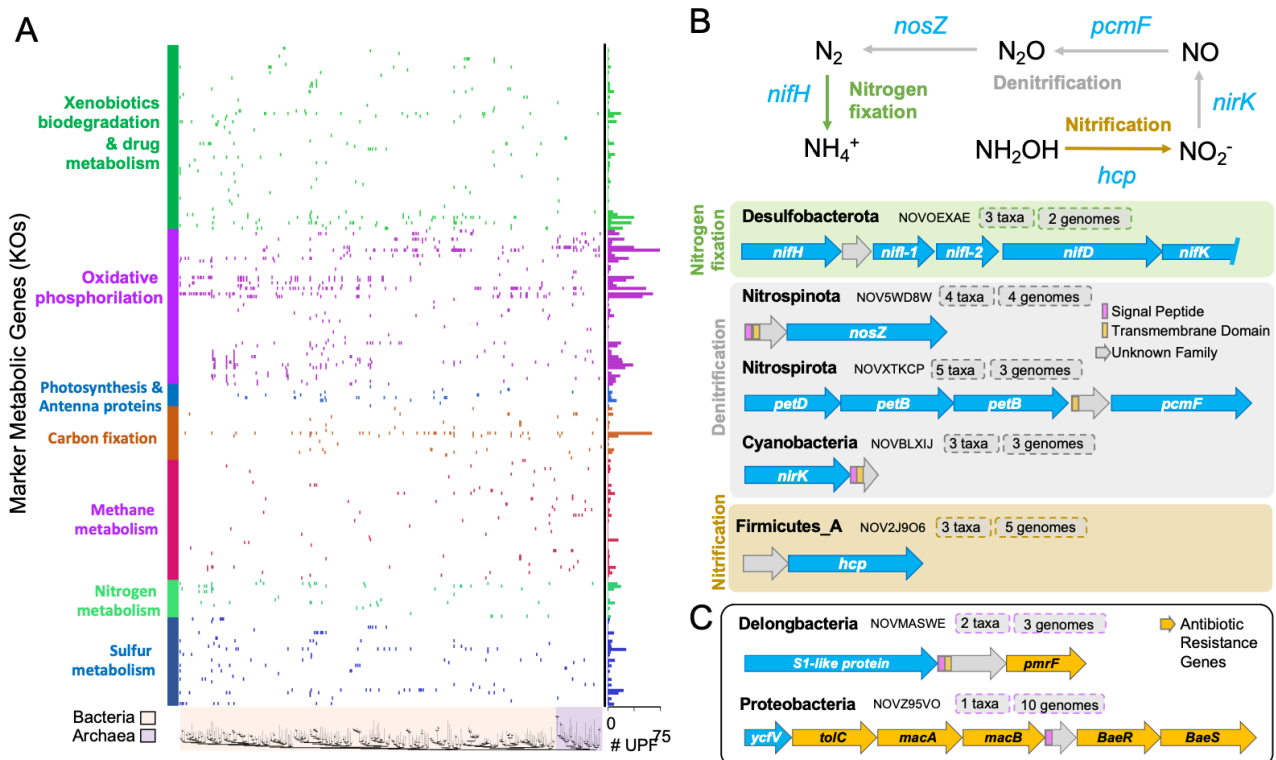 A
Marker Metabolic Genes (KOs)
Xenobiotics
biodegradation
& drug
metabolism
Oxidative
phosphorilation
Photosynthesis &
Antenna proteins
Carbon fixation
Methane
metabolism
Nitrogen
metabolism
Sulfur
metabolism
Bacteria
Archaea
0
75
# UPF
B
N2 nosZ N2O pcmF NO
Denitrification
nifH Nitrogen
fixation
nirK
Nitrification
NH4+ NH2OH NO2-
hcp
Nitrogen
fixation
Desulfobacterota NOVOEXAE 3 taxa 2 genomes
nifH nifI-1 nifI-2 nifD nifK
Denitrification
Nitrospinota NOV5WD8W 4 taxa 4 genomes
nosZ
Signal Peptide
Transmembrane Domain
Unknown Family
Nitrospirota NOVXTKCP 5 taxa 3 genomes
petD petB petB pcmF
Cyanobacteria NOVBLXIJ 3 taxa 3 genomes
nirK
Nitrification
Firmicutes_A NOV2J9O6 3 taxa 5 genomes
hcp
C
Delongbacteria NOVMASWE 2 taxa 3 genomes
S1-like protein pmrF
Antibiotic
Resistance
Genes
Proteobacteria NOVZ95VO 1 taxa 10 genomes
ycfV tolC macA macB BaeR BaeS